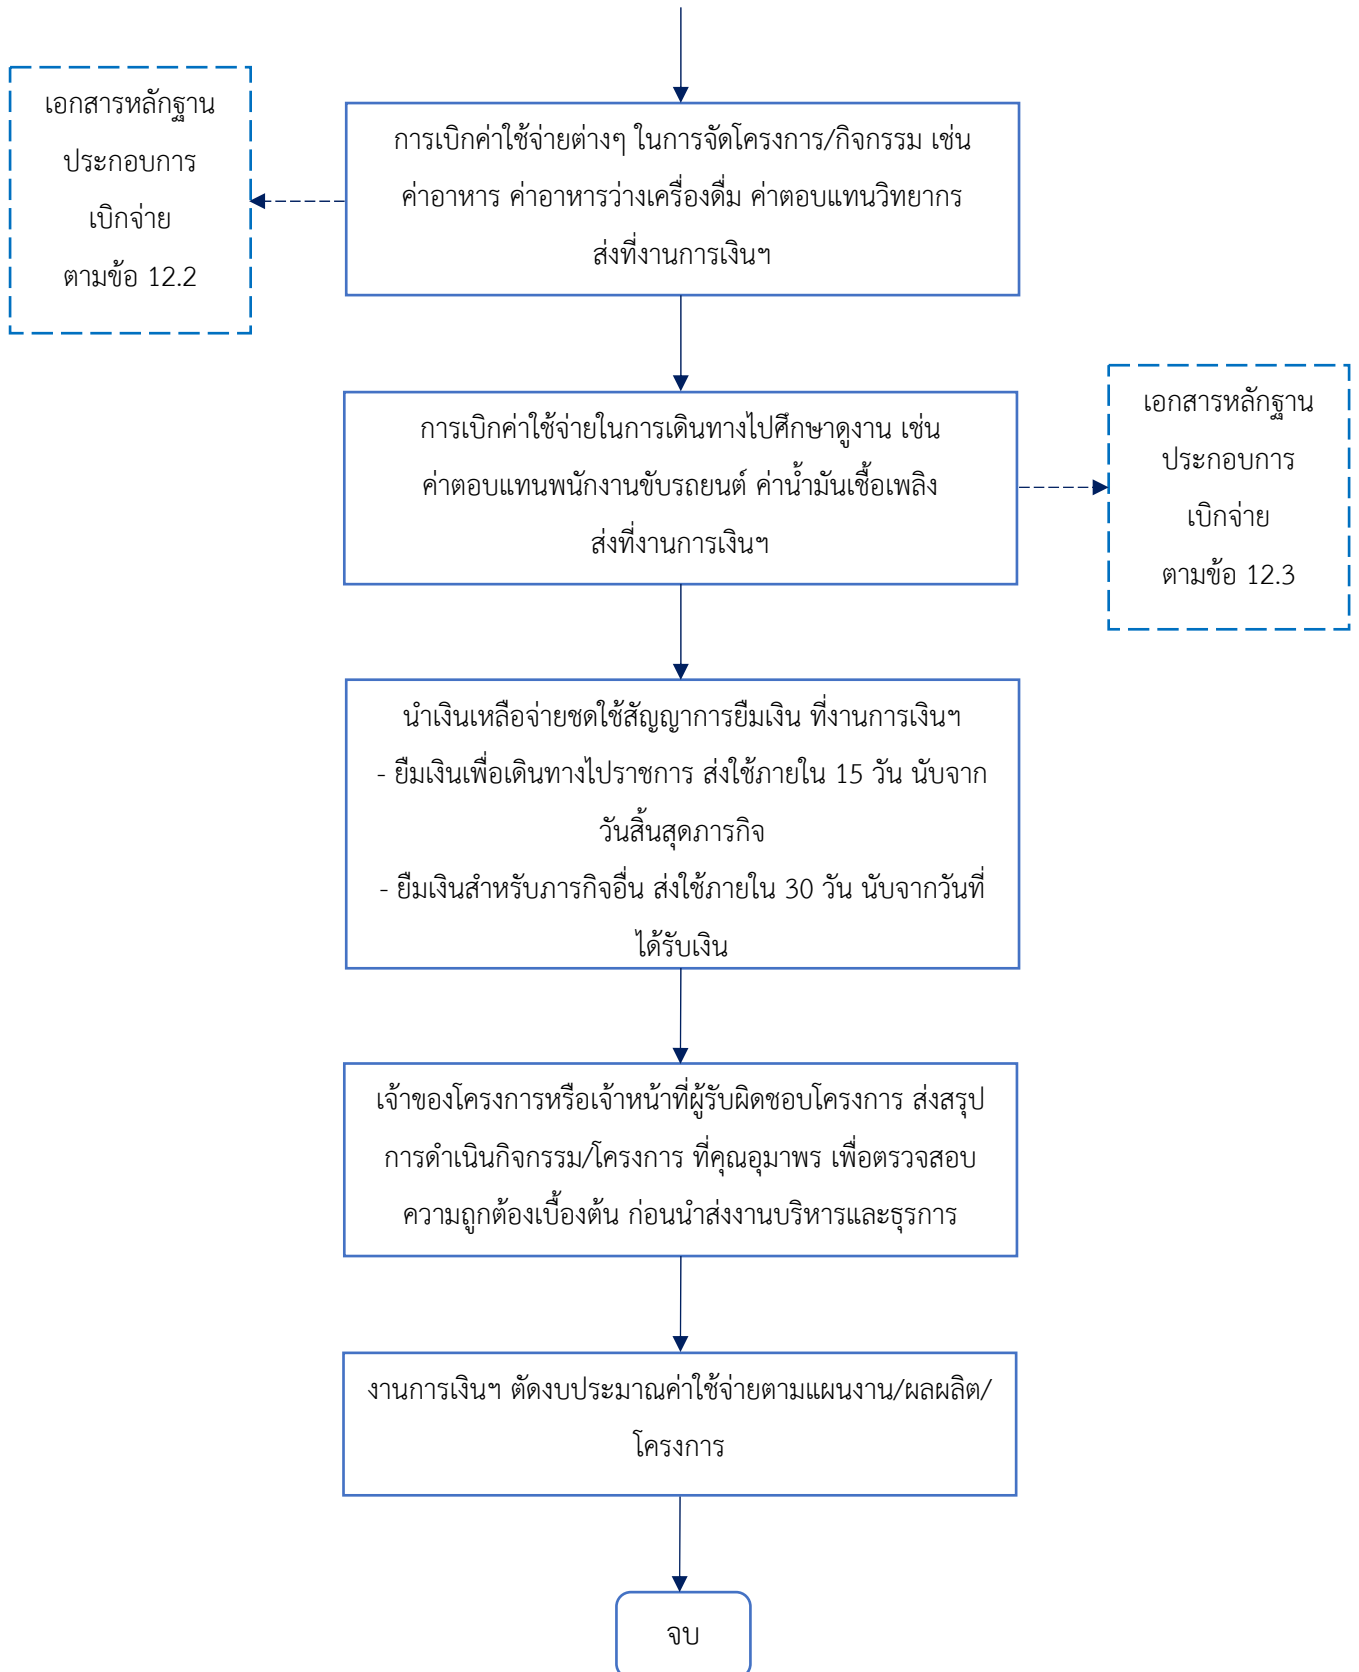 เอกสารหลักฐาน
ประกอบการ
เบิกจ่าย
ตามข้อ 12.2
การเบิกค่าใช้จ่ายต่างๆ ในการจัดโครงการ/กิจกรรม เช่น
ค่าอาหาร ค่าอาหารว่างเครื่องดื่ม ค่าตอบแทนวิทยากร
ส่งที่งานการเงินฯ
การเบิกค่าใช้จ่ายในการเดินทางไปศึกษาดูงาน เช่น
ค่าตอบแทนพนักงานขับรถยนต์ ค่าน้ำมันเชื้อเพลิง
ส่งที่งานการเงินฯ
เอกสารหลักฐาน
ประกอบการ
เบิกจ่าย
ตามข้อ 12.3
นำเงินเหลือจ่ายชดใช้สัญญาการยืมเงิน ที่งานการเงินฯ
- ยืมเงินเพื่อเดินทางไปราชการ ส่งใช้ภายใน 15 วัน นับจาก
วันสิ้นสุดภารกิจ
- ยืมเงินสำหรับภารกิจอื่น ส่งใช้ภายใน 30 วัน นับจากวันที่
ได้รับเงิน
เจ้าของโครงการหรือเจ้าหน้าที่ผู้รับผิดชอบโครงการ ส่งสรุป
การดำเนินกิจกรรม/โครงการ ที่คุณอุมาพร เพื่อตรวจสอบ
ความถูกต้องเบื้องต้น ก่อนนำส่งงานบริหารและธุรการ
งานการเงินฯ ตัดงบประมาณค่าใช้จ่ายตามแผนงาน/ผลผลิต/
โครงการ
จบ